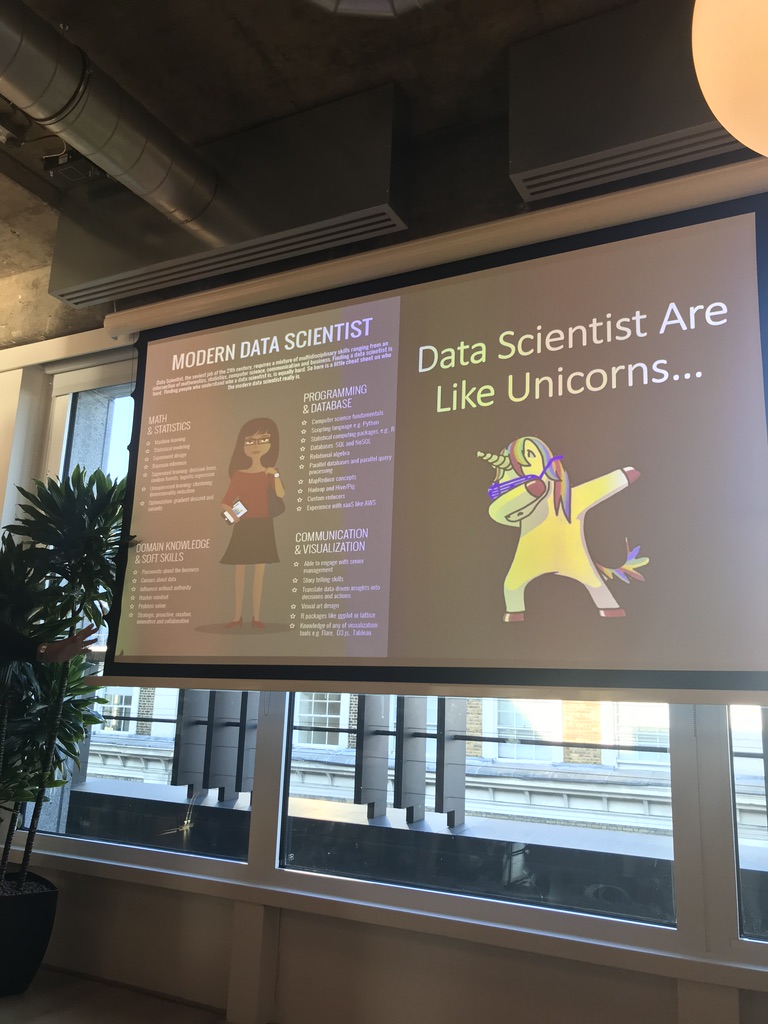 MODERN DATA SCIENTIST
Data Scientist, the sexiest job of the 21th century, requires a mixture of multidisciplinary skills ranging from an
intersection of mathematics, statistics, computer science, communication and business. Finding a data scientist is
hard. Finding people who understand who a data scientist is, is equally hard. So here is a little cheat sheet on who
the modern data scientist really is.
MATH
& STATISTICS
Machine learning
Statistical modeling
Experiment design
Bayesian inference
Supervised learning: decision trees,
random forests, logistic regression
Unsupervised learning: clustering,
dimensionality reduction
Optimization: gradient descent and
variants
PROGRAMMING
& DATABASE
Computer science fundamentals
Scripting language e.g. Python
Statistical computing packages, e.g., R
Databases: SQL and NoSQL
Relational algebra
Parallel databases and parallel query
processing
MapReduce concepts
Hadoop and Hive/Pig
Custom reducers
Experience with xaaS like AWS
DOMAIN KNOWLEDGE
& SOFT SKILLS
Passionate about the business
Curious about data
Influence without authority
Hacker mindset
Problem solver
Strategic, proactive, creative,
innovative and collaborative
COMMUNICATION
& VISUALIZATION
Able to engage with senior
management
Story telling skills
Translate data-driven insights into
decisions and actions
Visual art design
R packages like ggplot or lattice
Knowledge of any of visualization
tools e.g. Flare, D3.js, Tableau
Data Scientist Are
Like Unicorns...